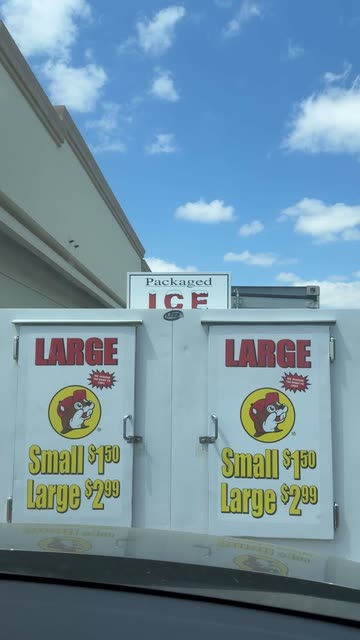 Packaged
ICE
LARGE
Small $1.50
Large $2.99
LARGE
Small $1.50
Large $2.99